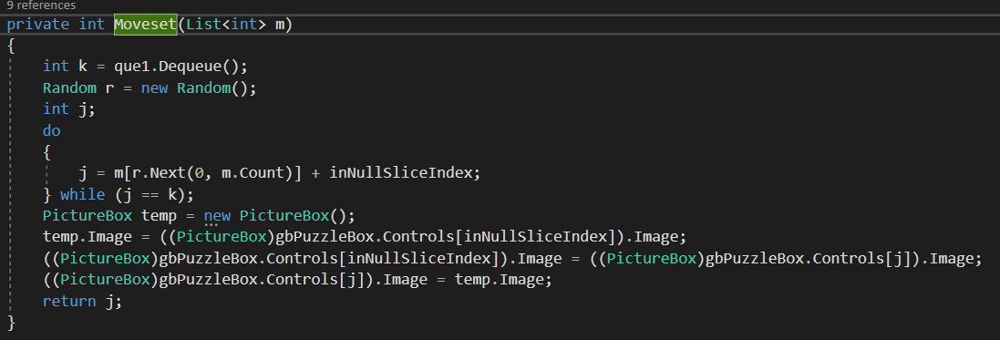 9 references
private int Moveset(List<int> m)
{
    int k = que1.Dequeue();
    Random r = new Random();
    int j;
    do
    {
        j = m[r.Next(0, m.Count)] + inNullSliceIndex;
    } while (j == k);
    PictureBox temp = new PictureBox();
    temp.Image = ((PictureBox)gbPuzzleBox.Controls[inNullSliceIndex]).Image;
    ((PictureBox)gbPuzzleBox.Controls[inNullSliceIndex]).Image = ((PictureBox)gbPuzzleBox.Controls[j]).Image;
    ((PictureBox)gbPuzzleBox.Controls[j]).Image = temp.Image;
    return j;
}